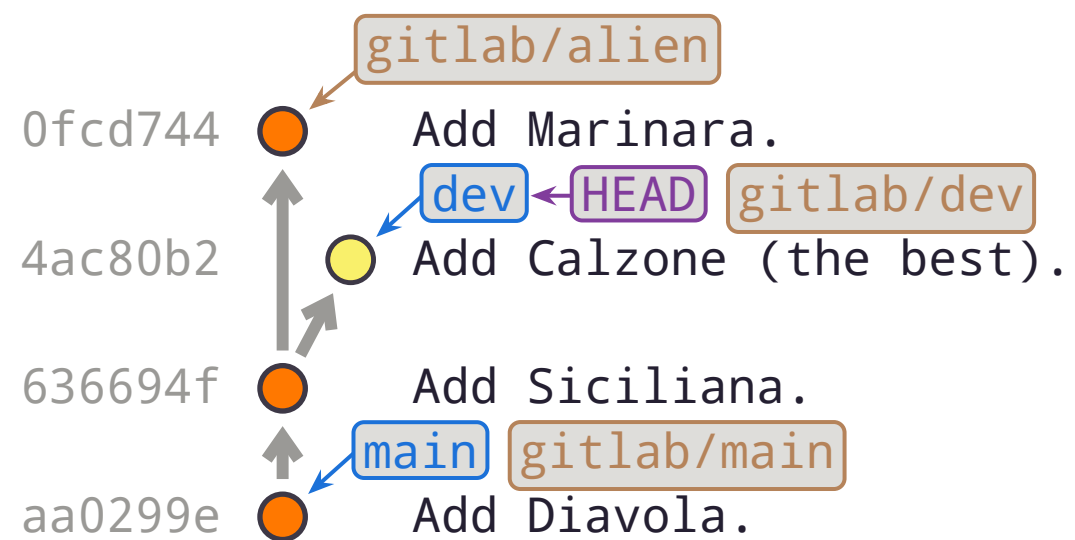 gitlab/alien
0fcd744 Add Marinara.
dev HEAD gitlab/dev
4ac80b2 Add Calzone (the best).
636694f Add Siciliana.
main gitlab/main
aa0299e Add Diavola.